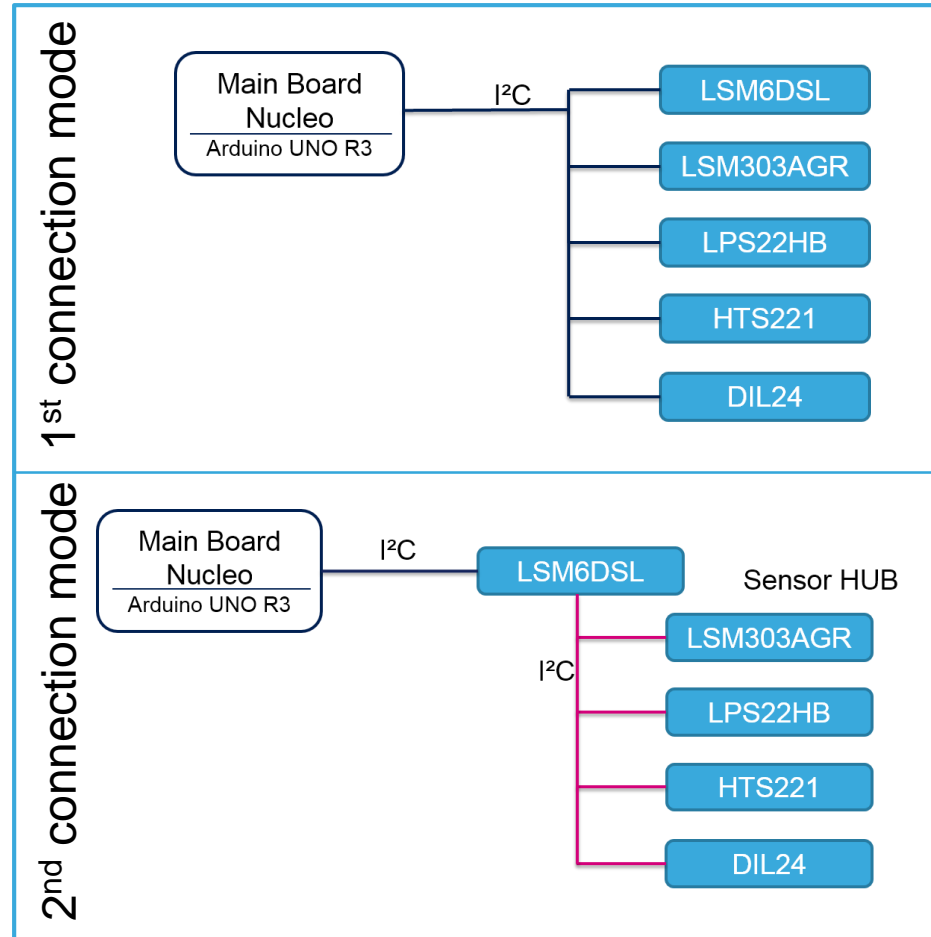 1st connection mode
Main Board
Nucleo
Arduino UNO R3
I²C
LSM6DSL
LSM303AGR
LPS22HB
HTS221
DIL24
2nd connection mode
Main Board
Nucleo
Arduino UNO R3
I²C
LSM6DSL
Sensor HUB
I²C
LSM303AGR
LPS22HB
HTS221
DIL24